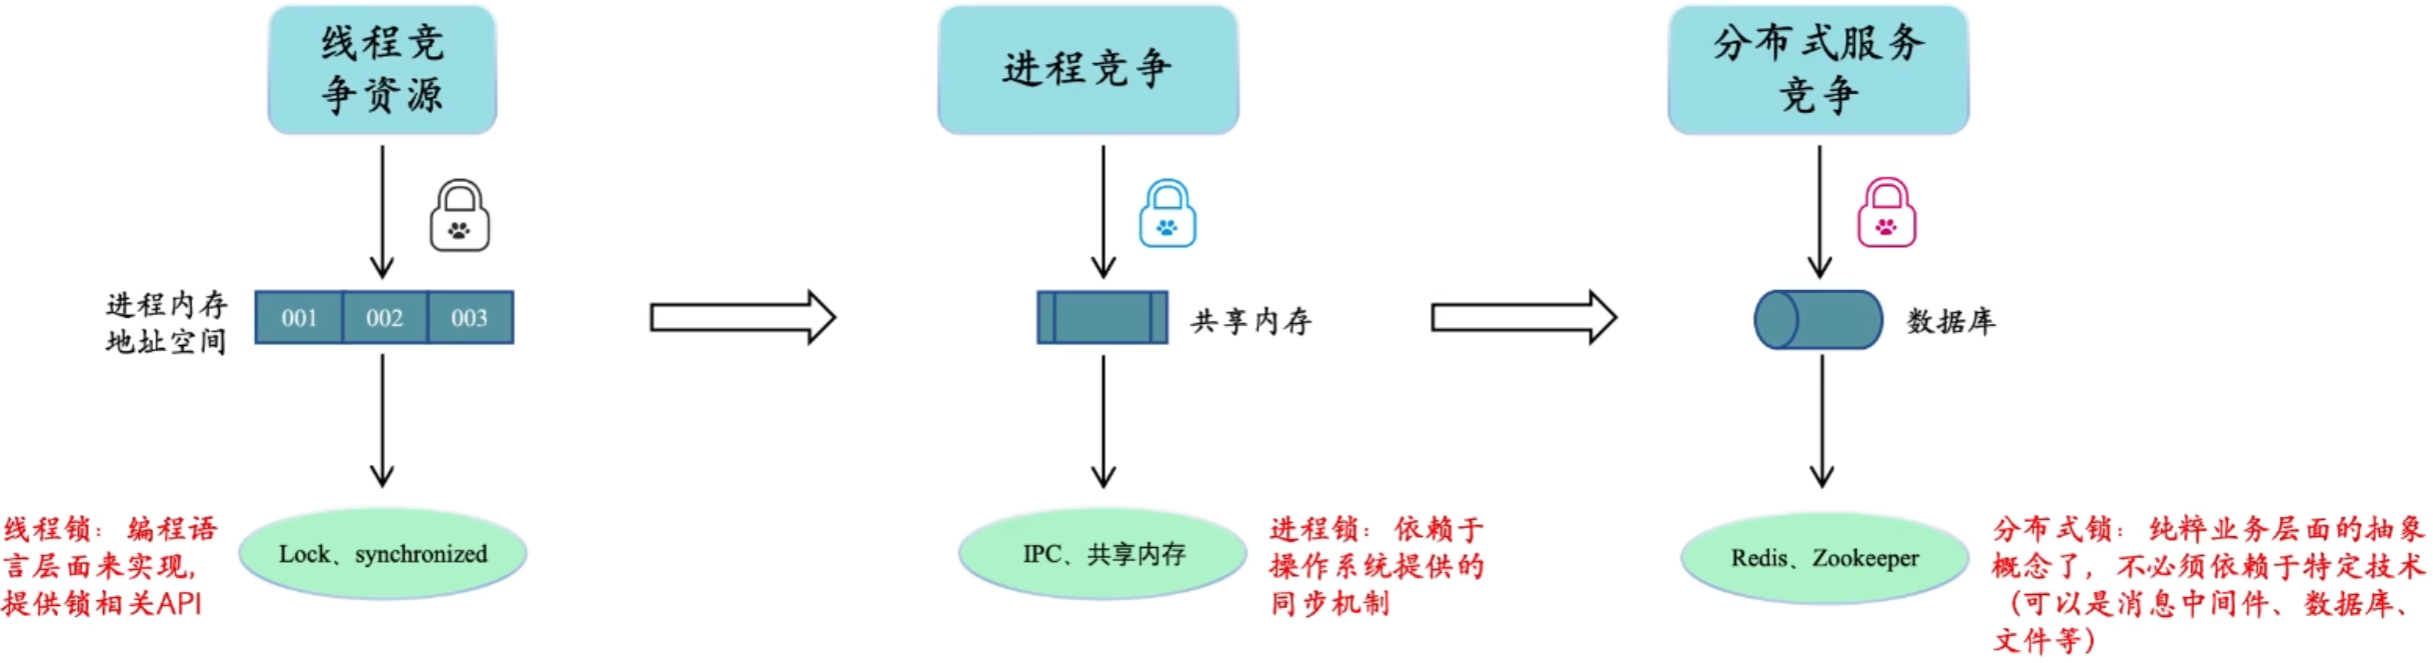 线程竞
争资源
进程竞争
分布式服务
竞争
进程内存
地址空间
001 002 003
共享内存
数据库
线程锁：编程语
言层面来实现,
提供锁相关API
Lock、synchronized
IPC、共享内存
进程锁：依赖于
操作系统提供的
同步机制
Redis、Zookeeper
分布式锁：纯粹业务层面的抽象
概念了，不必须依赖于特定技术
（可以是消息中间件、数据库、
文件等）